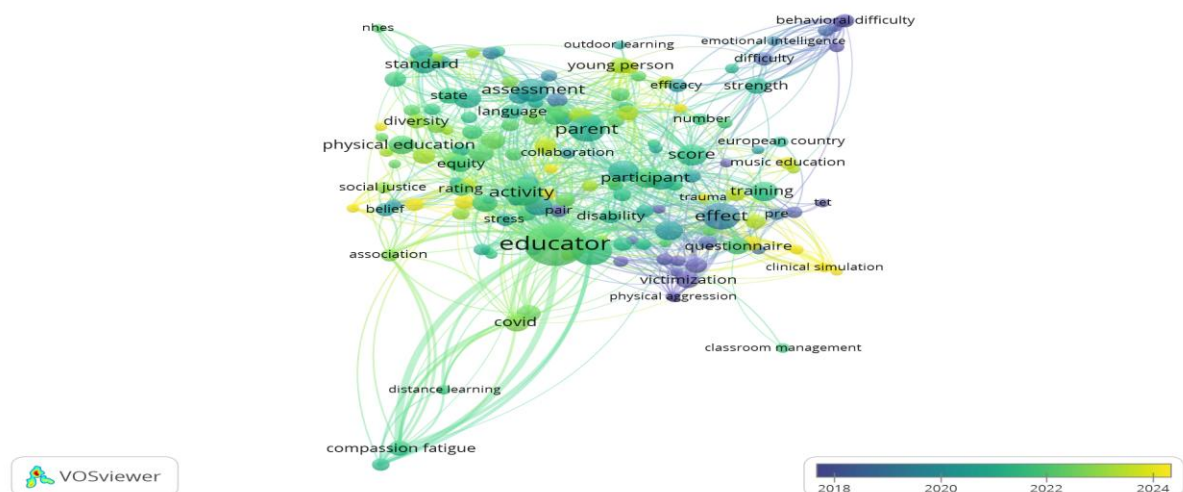 behavioral difficulty
nhes
outdoor learning
emotional intelligence
standard
young person
difficulty
state
assessment
efficacy
strength
language
diversity
parent
number
physical education
collaboration
score
european country
equity
music education
participant
social justice
rating
activity
trauma
training
belief
stress
pair
disability
effect
pre
tet
educator
questionnaire
association
clinical simulation
victimization
physical aggression
covid
classroom management
distance learning
compassion fatigue
VOSviewer
2018 2020 2022 2024